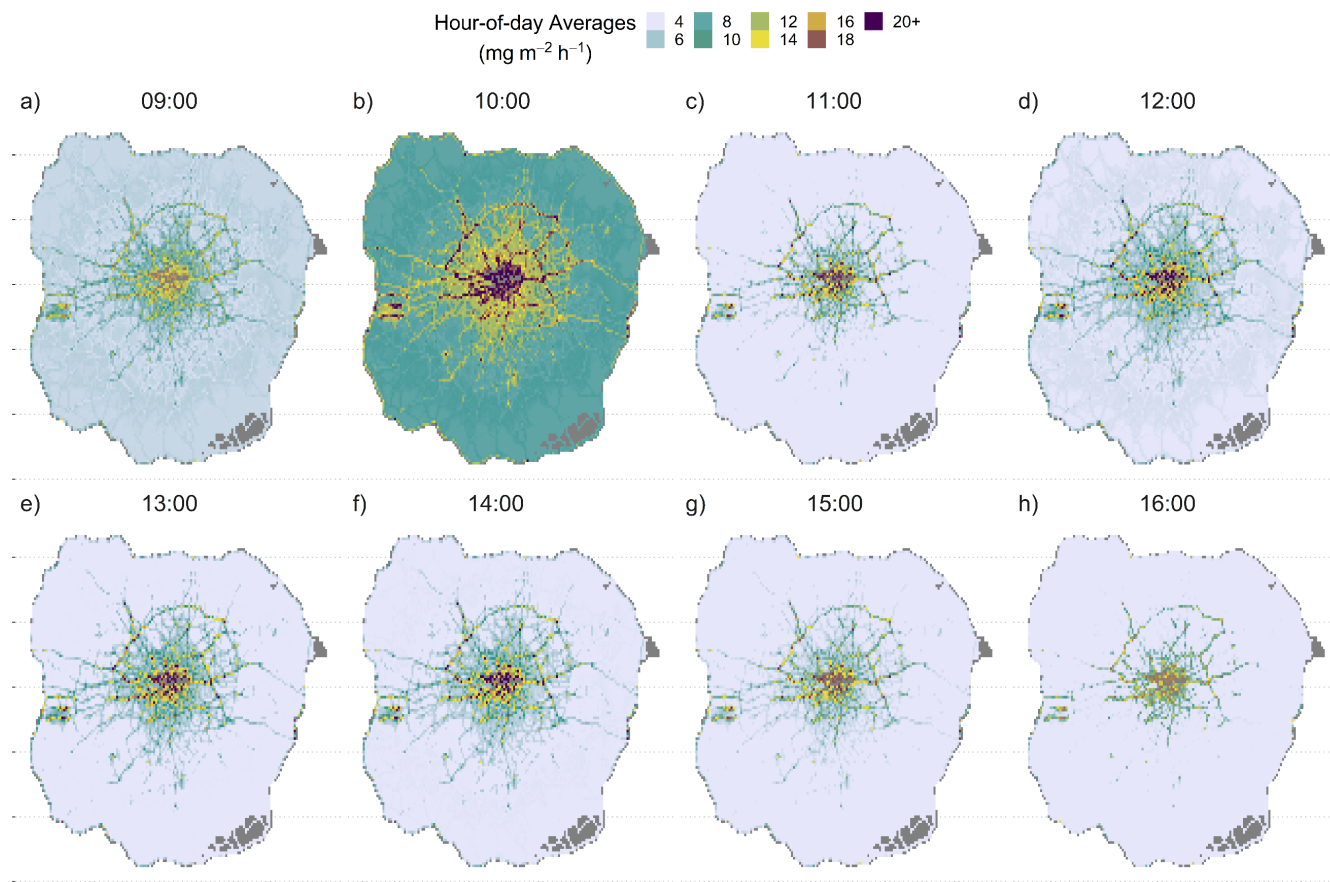 Hour-of-day Averages
(mg m−2 h−1)
4 8 12 16 20+
6 10 14 18
a) 09:00 b) 10:00 c) 11:00 d) 12:00
e) 13:00 f) 14:00 g) 15:00 h) 16:00